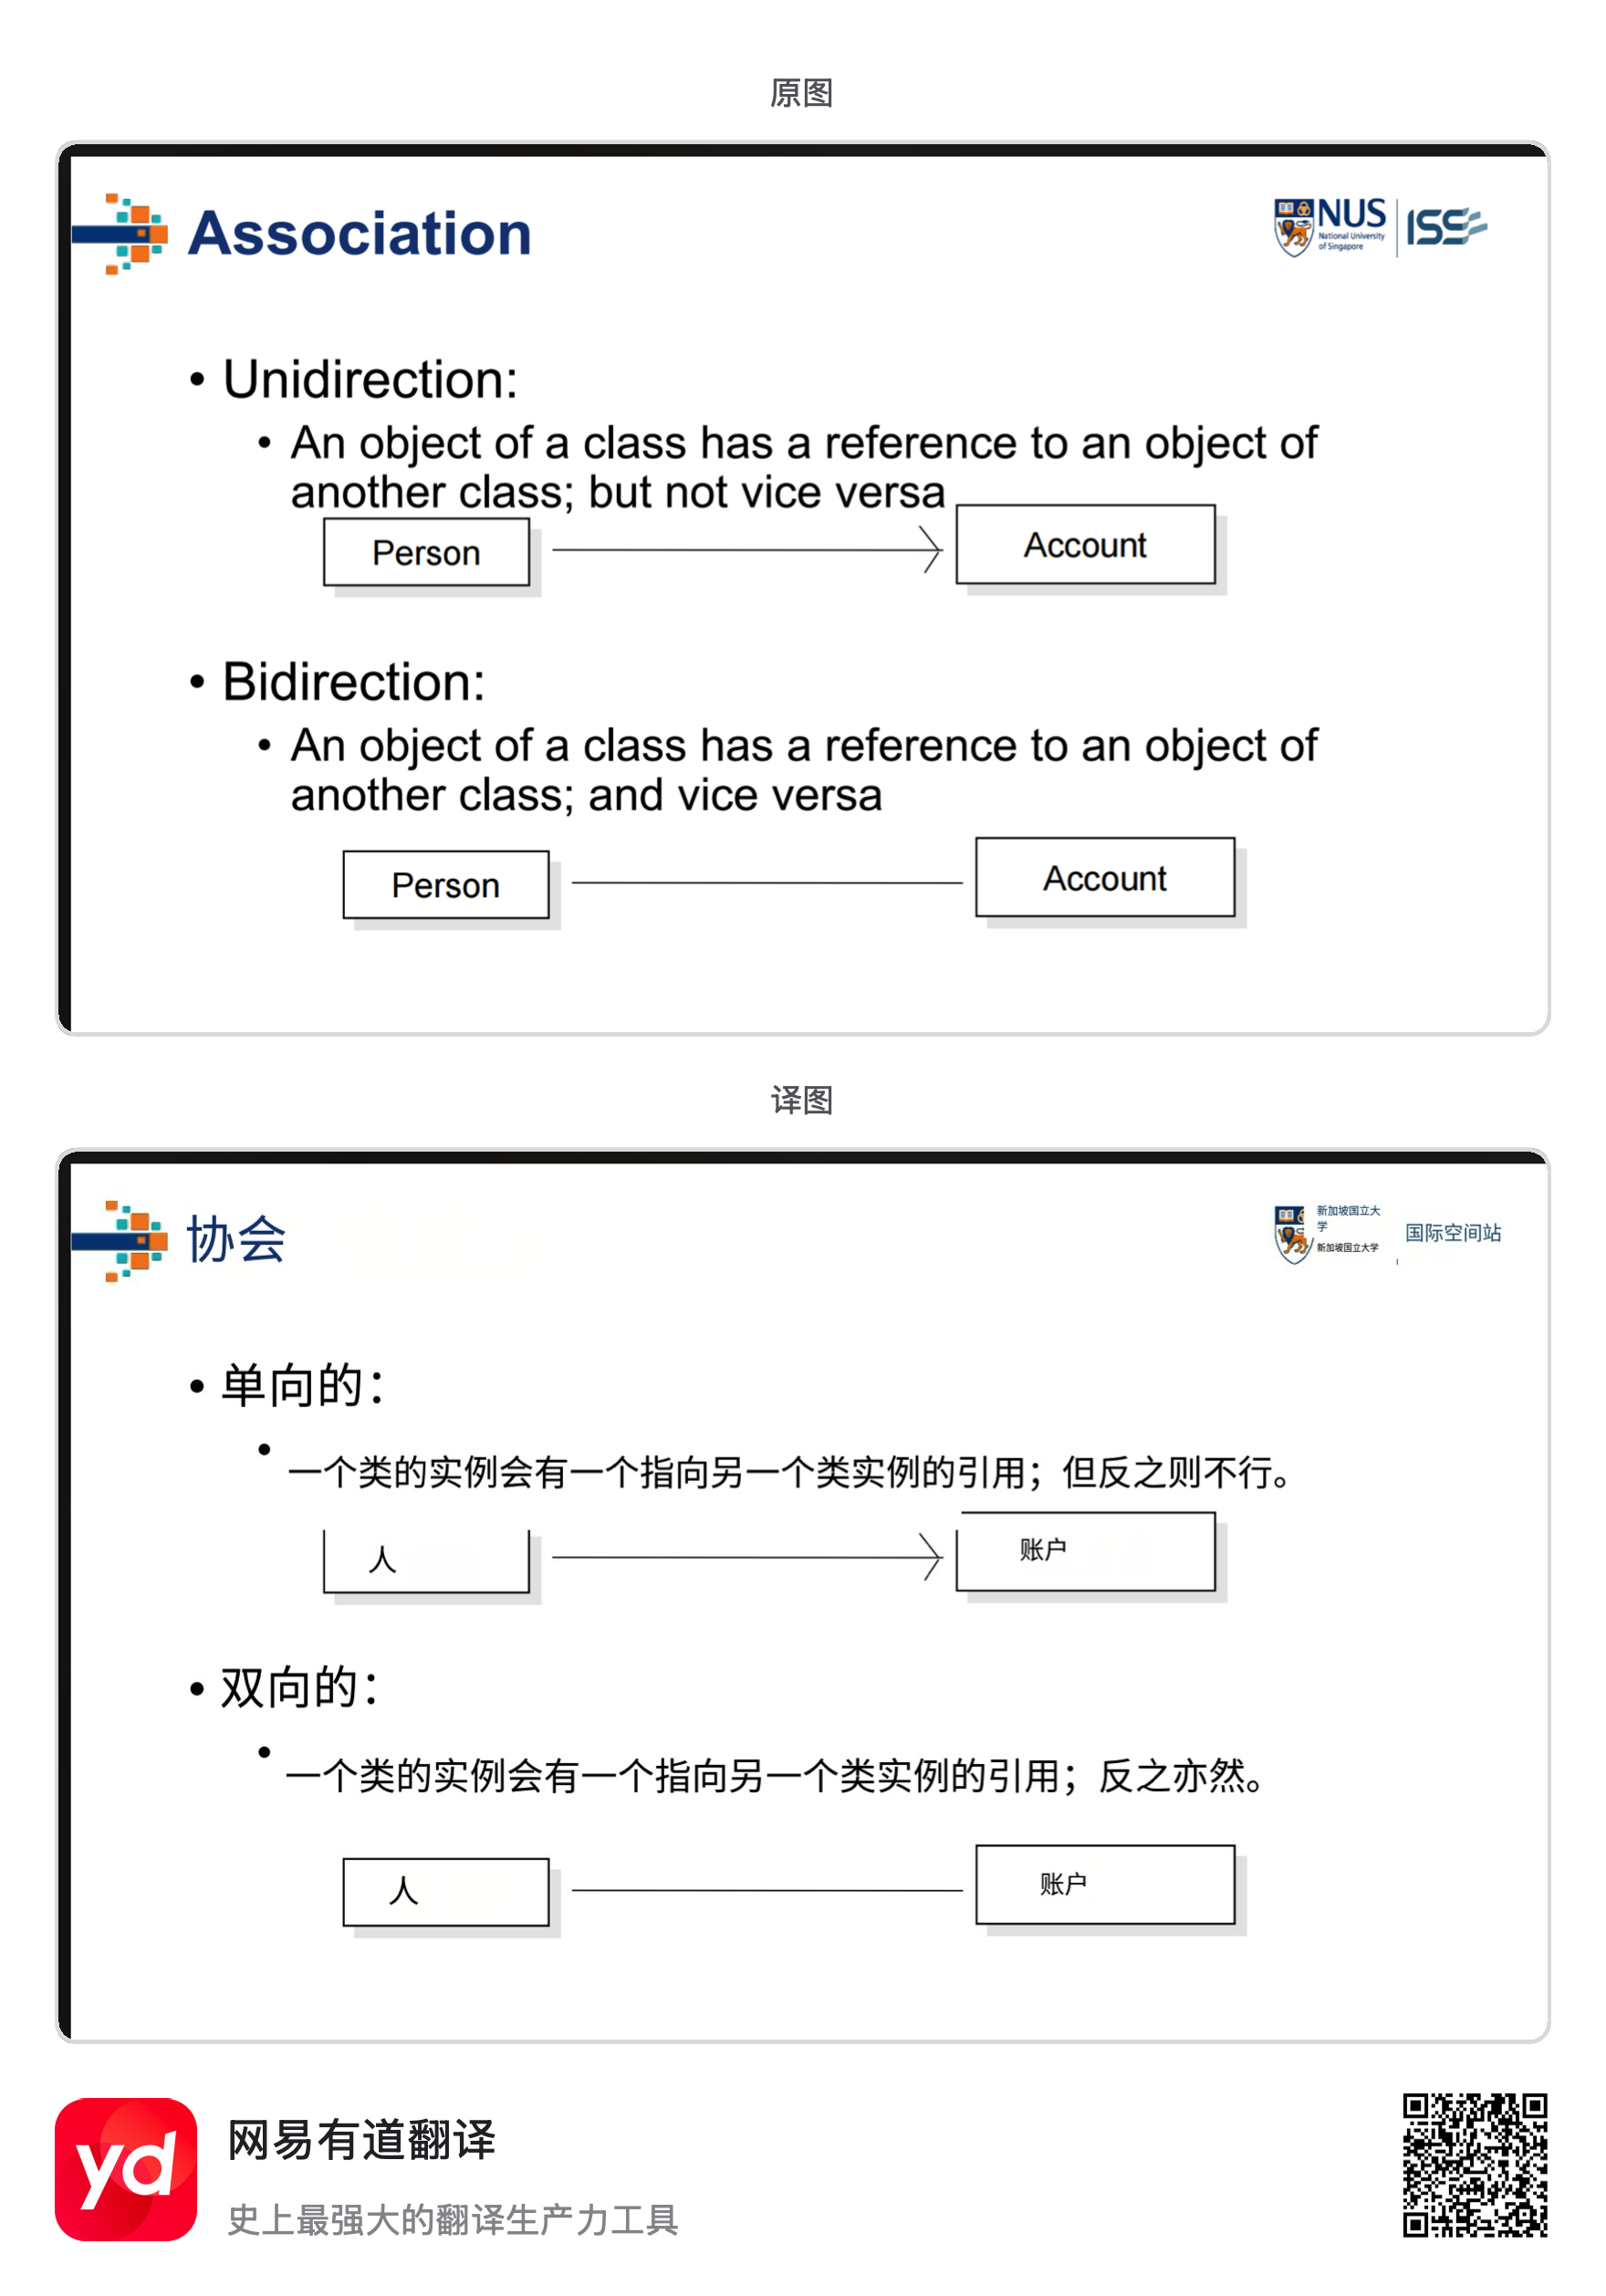 原图
Association
NUS
National University
of Singapore
ISS
• Unidirection:
• An object of a class has a reference to an object of
another class; but not vice versa
Person
Account
• Bidirection:
• An object of a class has a reference to an object of
another class; and vice versa
Person
Account
译图
协会
新加坡国立大
学
新加坡国立大学
国际空间站
• 单向的：
• 一个类的实例会有一个指向另一个类实例的引用；但反之则不行。
人
账户
• 双向的：
• 一个类的实例会有一个指向另一个类实例的引用；反之亦然。
人
账户
yd
网易有道翻译
史上最强大的翻译生产力工具